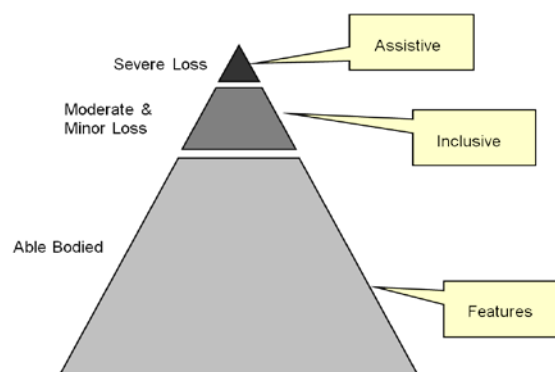 Assistive
Severe Loss
Moderate &
Minor Loss
Inclusive
Able Bodied
Features